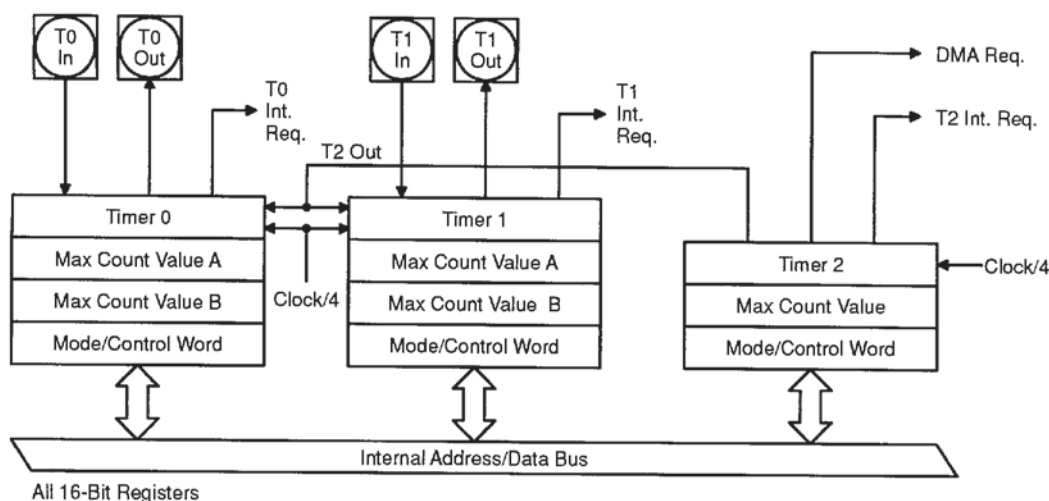 T0
In
T0
Out
T1
In
T1
Out
DMA Req.
T0
Int.
Req.
T1
Int.
Req.
T2 Int. Req.
T2 Out
Timer 0
Max Count Value A
Max Count Value B
Mode/Control Word
Clock/4
Timer 1
Max Count Value A
Max Count Value B
Mode/Control Word
Timer 2
Max Count Value
Mode/Control Word
Clock/4
Internal Address/Data Bus
All 16-Bit Registers